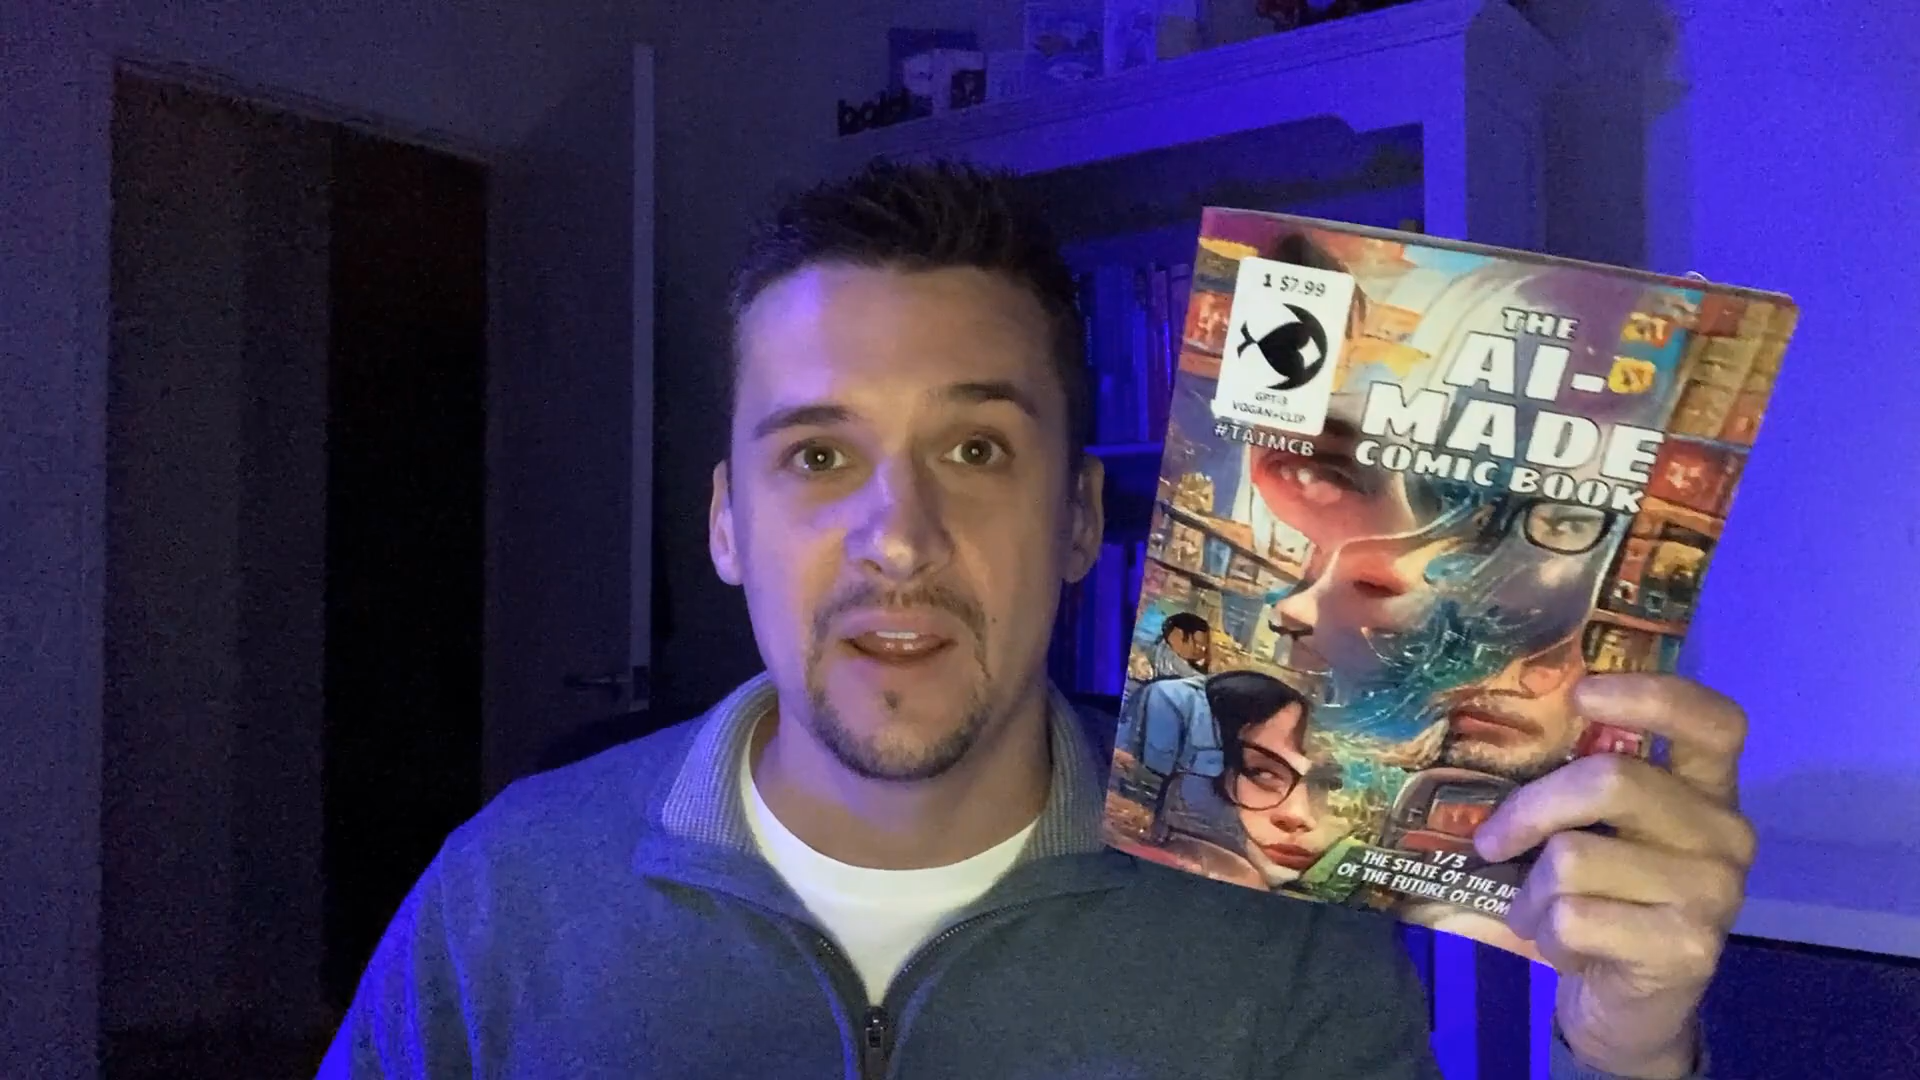 bold
1 $7.99
GPT-3
VQGAN+CLIP
#TAIMCB
THE
AI-
MADE
COMIC BOOK
1/3
THE STATE OF THE AR
OF THE FUTURE OF COM